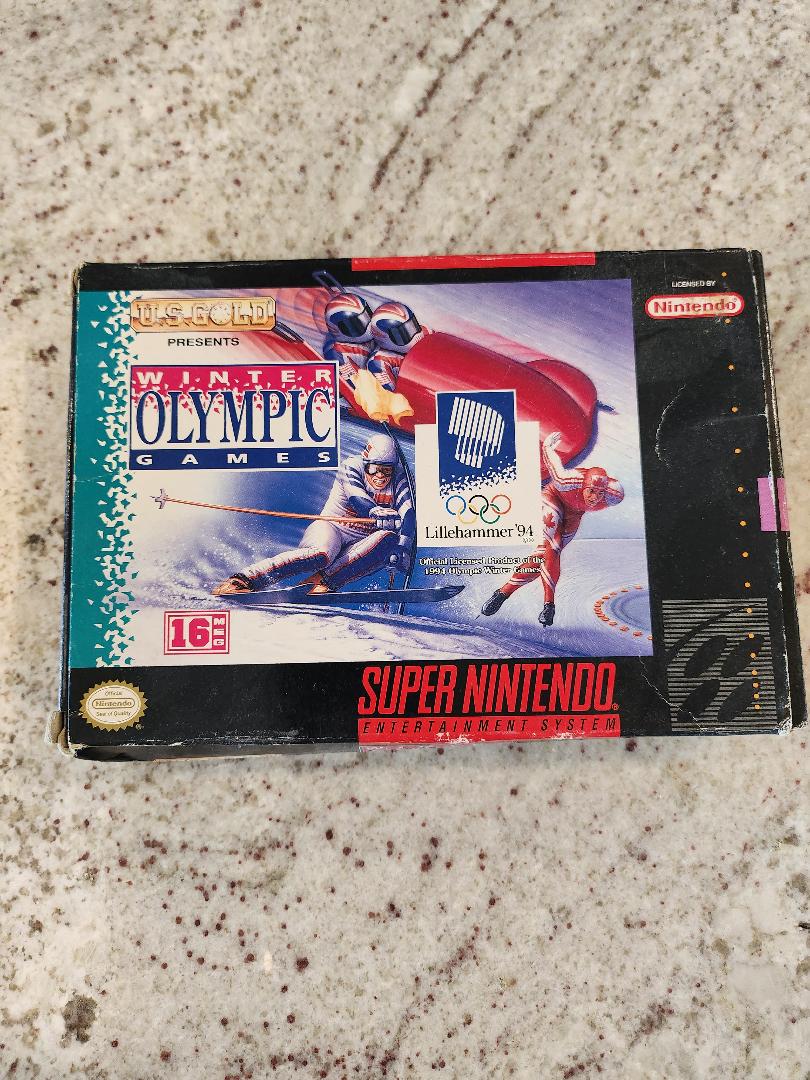 U.S. GOLD
PRESENTS
WINTER
OLYMPIC
GAMES
LICENSED BY
Nintendo
Lillehammer '94
Official Licensed Product of the
1994 Olympic Winter Games
16 MEG
Official
Nintendo
Seal of Quality
SUPER NINTENDO®
ENTERTAINMENT SYSTEM